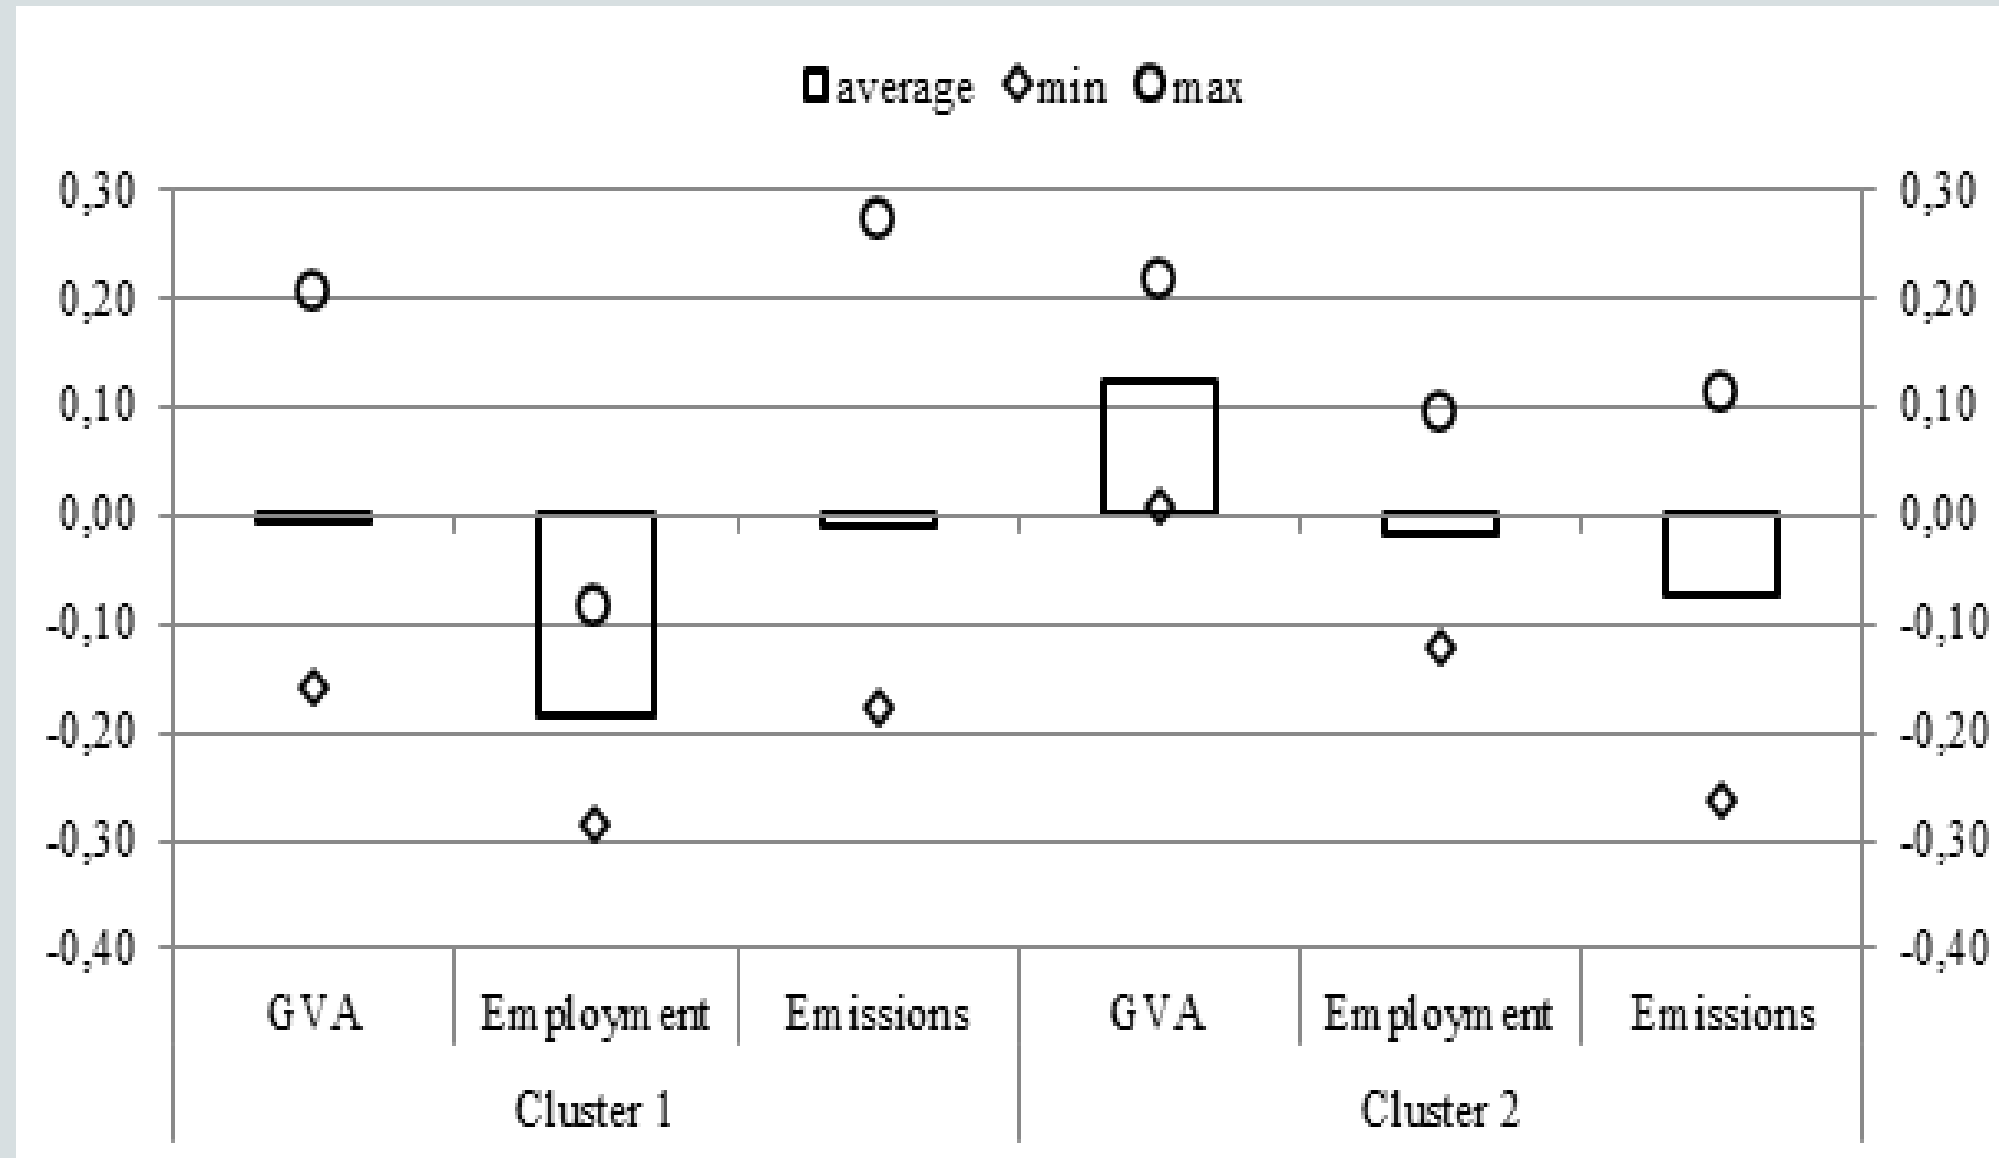 average min max
0,30 0,30
0,20 0,20
0,10 0,10
0,00 0,00
-0,10 -0,10
-0,20 -0,20
-0,30 -0,30
-0,40 -0,40
GVA Employment Emissions GVA Employment Emissions
Cluster 1 Cluster 2